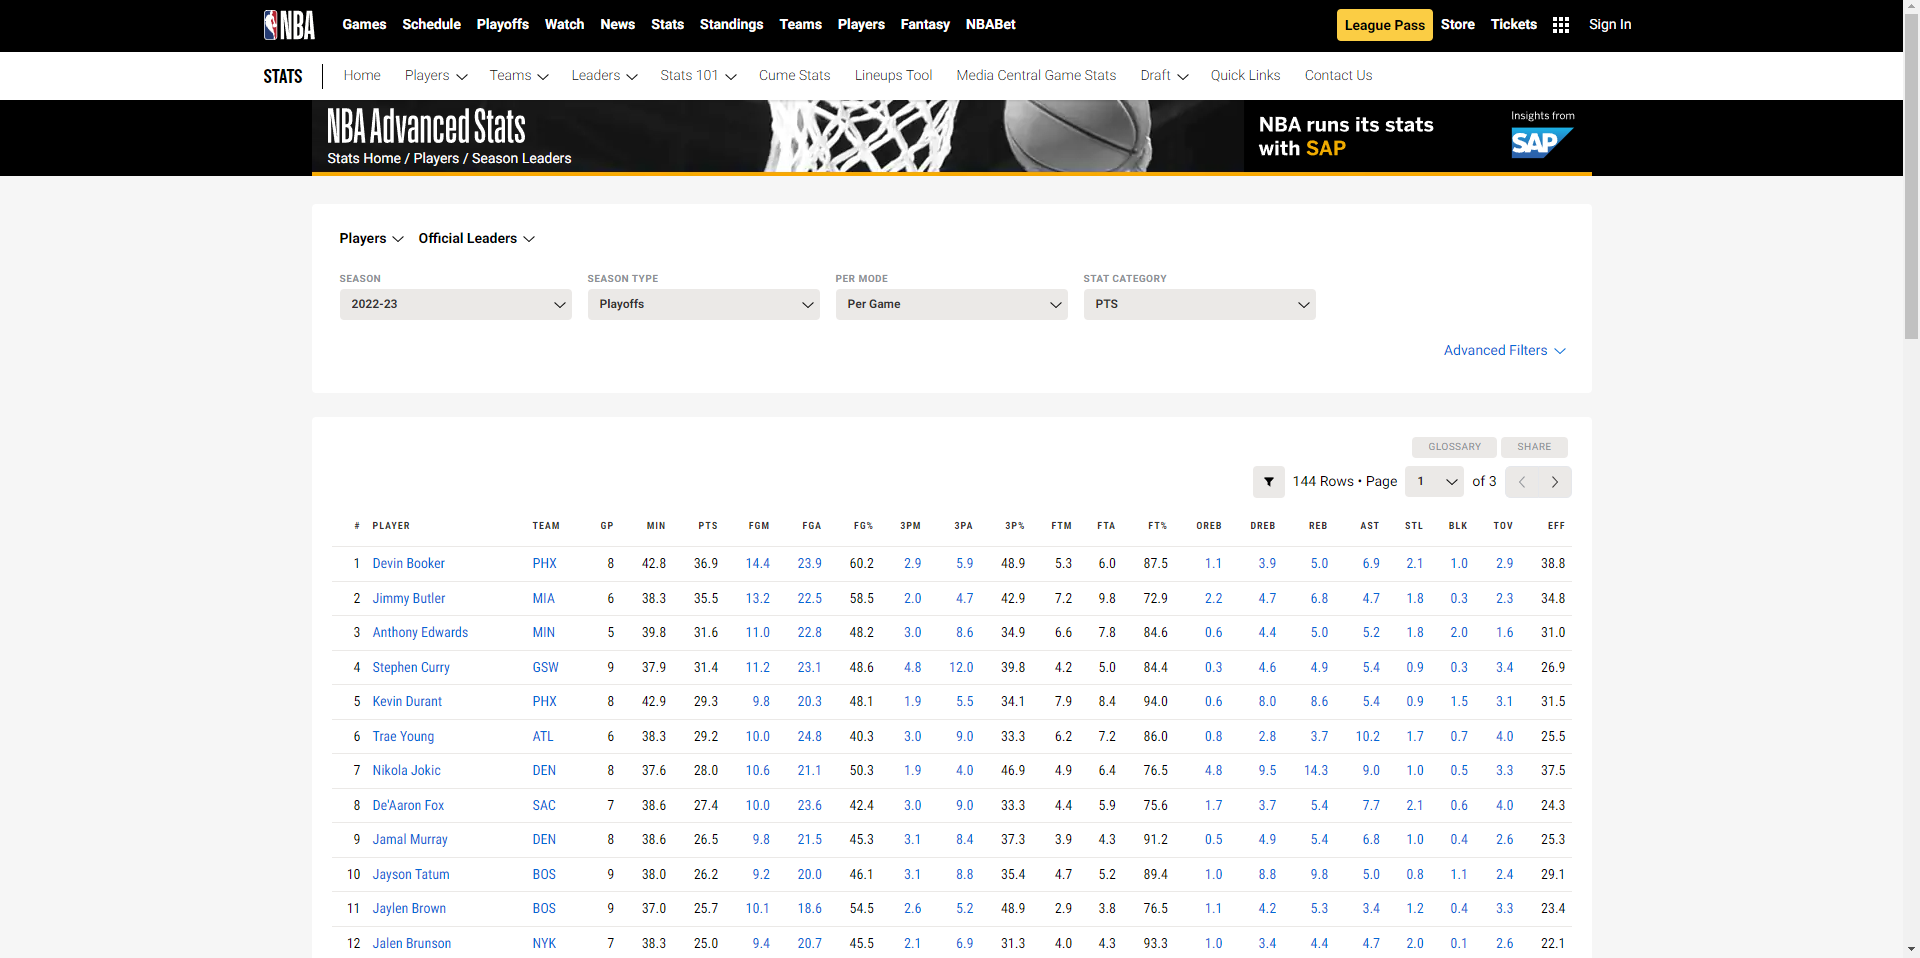 NBA Games Schedule Playoffs Watch News Stats Standings Teams Players Fantasy NBABet League Pass Store Tickets Sign In
STATS Home Players Teams Leaders Stats 101 Cume Stats Lineups Tool Media Central Game Stats Draft Quick Links Contact Us
NBA Advanced Stats
Stats Home / Players / Season Leaders
NBA runs its stats
with SAP
Insights from
SAP
Players Official Leaders
SEASON SEASON TYPE PER MODE STAT CATEGORY
2022-23 Playoffs Per Game PTS
Advanced Filters
GLOSSARY SHARE
144 Rows • Page 1 of 3
# PLAYER TEAM GP MIN PTS FGM FGA FG% 3PM 3PA 3P% FTM FTA FT% OREB DREB REB AST STL BLK TOV EFF
1 Devin Booker PHX 8 42.8 36.9 14.4 23.9 60.2 2.9 5.9 48.9 5.3 6.0 87.5 1.1 3.9 5.0 6.9 2.1 1.0 2.9 38.8
2 Jimmy Butler MIA 6 38.3 35.5 13.2 22.5 58.5 2.0 4.7 42.9 7.2 9.8 72.9 2.2 4.7 6.8 4.7 1.8 0.3 2.3 34.8
3 Anthony Edwards MIN 5 39.8 31.6 11.0 22.8 48.2 3.0 8.6 34.9 6.6 7.8 84.6 0.6 4.4 5.0 5.2 1.8 2.0 1.6 31.0
4 Stephen Curry GSW 9 37.9 31.4 11.2 23.1 48.6 4.8 12.0 39.8 4.2 5.0 84.4 0.3 4.6 4.9 5.4 0.9 0.3 3.4 26.9
5 Kevin Durant PHX 8 42.9 29.3 9.8 20.3 48.1 1.9 5.5 34.1 7.9 8.4 94.0 0.6 8.0 8.6 5.4 0.9 1.5 3.1 31.5
6 Trae Young ATL 6 38.3 29.2 10.0 24.8 40.3 3.0 9.0 33.3 6.2 7.2 86.0 0.8 2.8 3.7 10.2 1.7 0.7 4.0 25.5
7 Nikola Jokic DEN 8 37.6 28.0 10.6 21.1 50.3 1.9 4.0 46.9 4.9 6.4 76.5 4.8 9.5 14.3 9.0 1.0 0.5 3.3 37.5
8 De'Aaron Fox SAC 7 38.6 27.4 10.0 23.6 42.4 3.0 9.0 33.3 4.4 5.9 75.6 1.7 3.7 5.4 7.7 2.1 0.6 4.0 24.3
9 Jamal Murray DEN 8 38.6 26.5 9.8 21.5 45.3 3.1 8.4 37.3 3.9 4.3 91.2 0.5 4.9 5.4 6.8 1.0 0.4 2.6 25.3
10 Jayson Tatum BOS 9 38.0 26.2 9.2 20.0 46.1 3.1 8.8 35.4 4.7 5.2 89.4 1.0 8.8 9.8 5.0 0.8 1.1 2.4 29.1
11 Jaylen Brown BOS 9 37.0 25.7 10.1 18.6 54.5 2.6 5.2 48.9 2.9 3.8 76.5 1.1 4.2 5.3 3.4 1.2 0.4 3.3 23.4
12 Jalen Brunson NYK 7 38.3 25.0 9.4 20.7 45.5 2.1 6.9 31.3 4.0 4.3 93.3 1.0 3.4 4.4 4.7 2.0 0.1 2.6 22.1